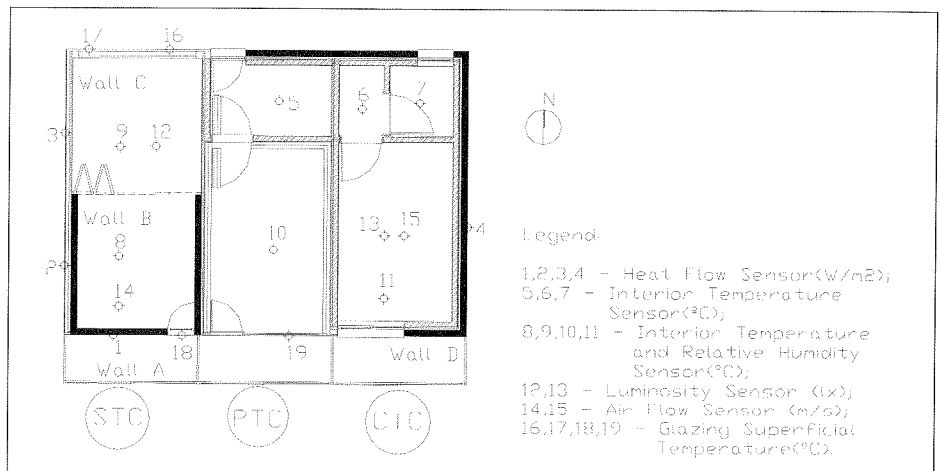 17 16
Wall C
5
6
7
N
3
9 12
Wall B
8
10
13 15
4
2
14
11
1 18 19 Wall D
Wall A
STC PTC CTC
Legend:
1,2,3,4 - Heat Flow Sensor(W/m2);
5,6,7 - Interior Temperature
Sensor(ºC);
8,9,10,11 - Interior Temperature
and Relative Humidity
Sensor(ºC);
12,13 - Luminosity Sensor (lx);
14,15 - Air Flow Sensor (m/s);
16,17,18,19 - Glazing Superficial
Temperature(ºC).